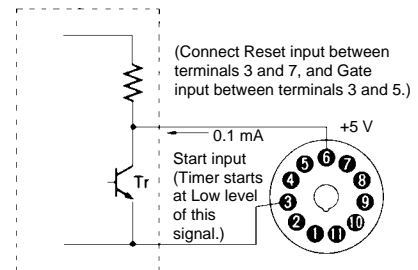 (Connect Reset input between
terminals 3 and 7, and Gate
input between terminals 3 and 5.)
0.1 mA
+5 V
Start input
(Timer starts
at Low level
of this
signal.)
Tr
6
5
7
4
8
3
9
2
10
1
11